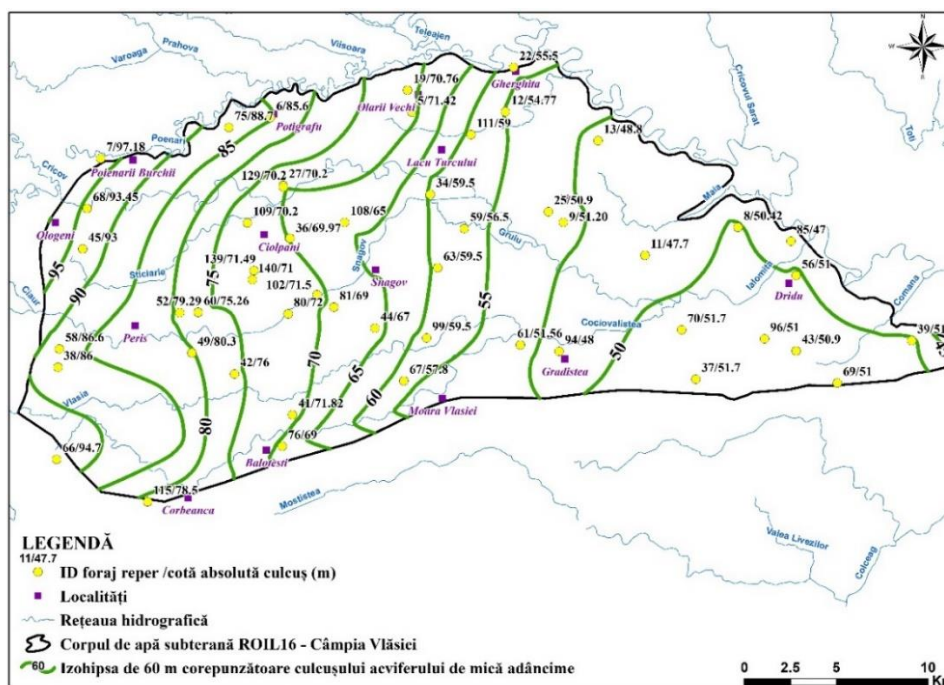 Teleajen
22/55.5
Viisoara
Prahova
Varoaga
Cricovul Sarat
Toti
19/70.76
Gherghita
6/85.6
Olarii Vechi
5/71.42
12/54.77
75/88.7
Potigrafu
85
111/59
13/48.8
Poenari
7/97.18
Poienarii Burchii
Lacu Turcului
Cricov
129/70.2
27/70.2
Maia
68/93.45
34/59.5
25/50.9
109/70.2
108/65
59/56.5
9/51.20
8/50.42
Ologeni
Ciolpani
36/69.97
Gruiu
85/47
45/93
11/47.7
95
Sticiarie
139/71.49
140/71
Snagov
63/59.5
Snagov
56/51
Ialomita
Dridu
Comana
Ciaur
90
75
102/71.5
52/79.29
60/75.26
80/72
81/69
55
Peris
44/67
Cociovalistea
70/51.7
96/51
39/51
58/86.6
99/59.5
61/51.56
94/48
43/50.9
38/86
49/80.3
70
Gradistea
50
42/76
65
67/57.8
37/51.7
69/51
Vlasia
60
Moara Vlasiei
41/71.82
80
66/94.7
76/69
Balotesti
115/78.5
Corbeanca
Mostistea
Valea Livezilor
Colceag
LEGENDĂ
11/47.7
ID foraj reper /cotă absolută culcuș (m)
Localități
Rețeaua hidrografică
Corpul de apă subterană ROIL16 - Câmpia Vlăsiei
60 Izohipsa de 60 m corepunzătoare culcușului acviferului de mică adâncime
0 2.5 5 10